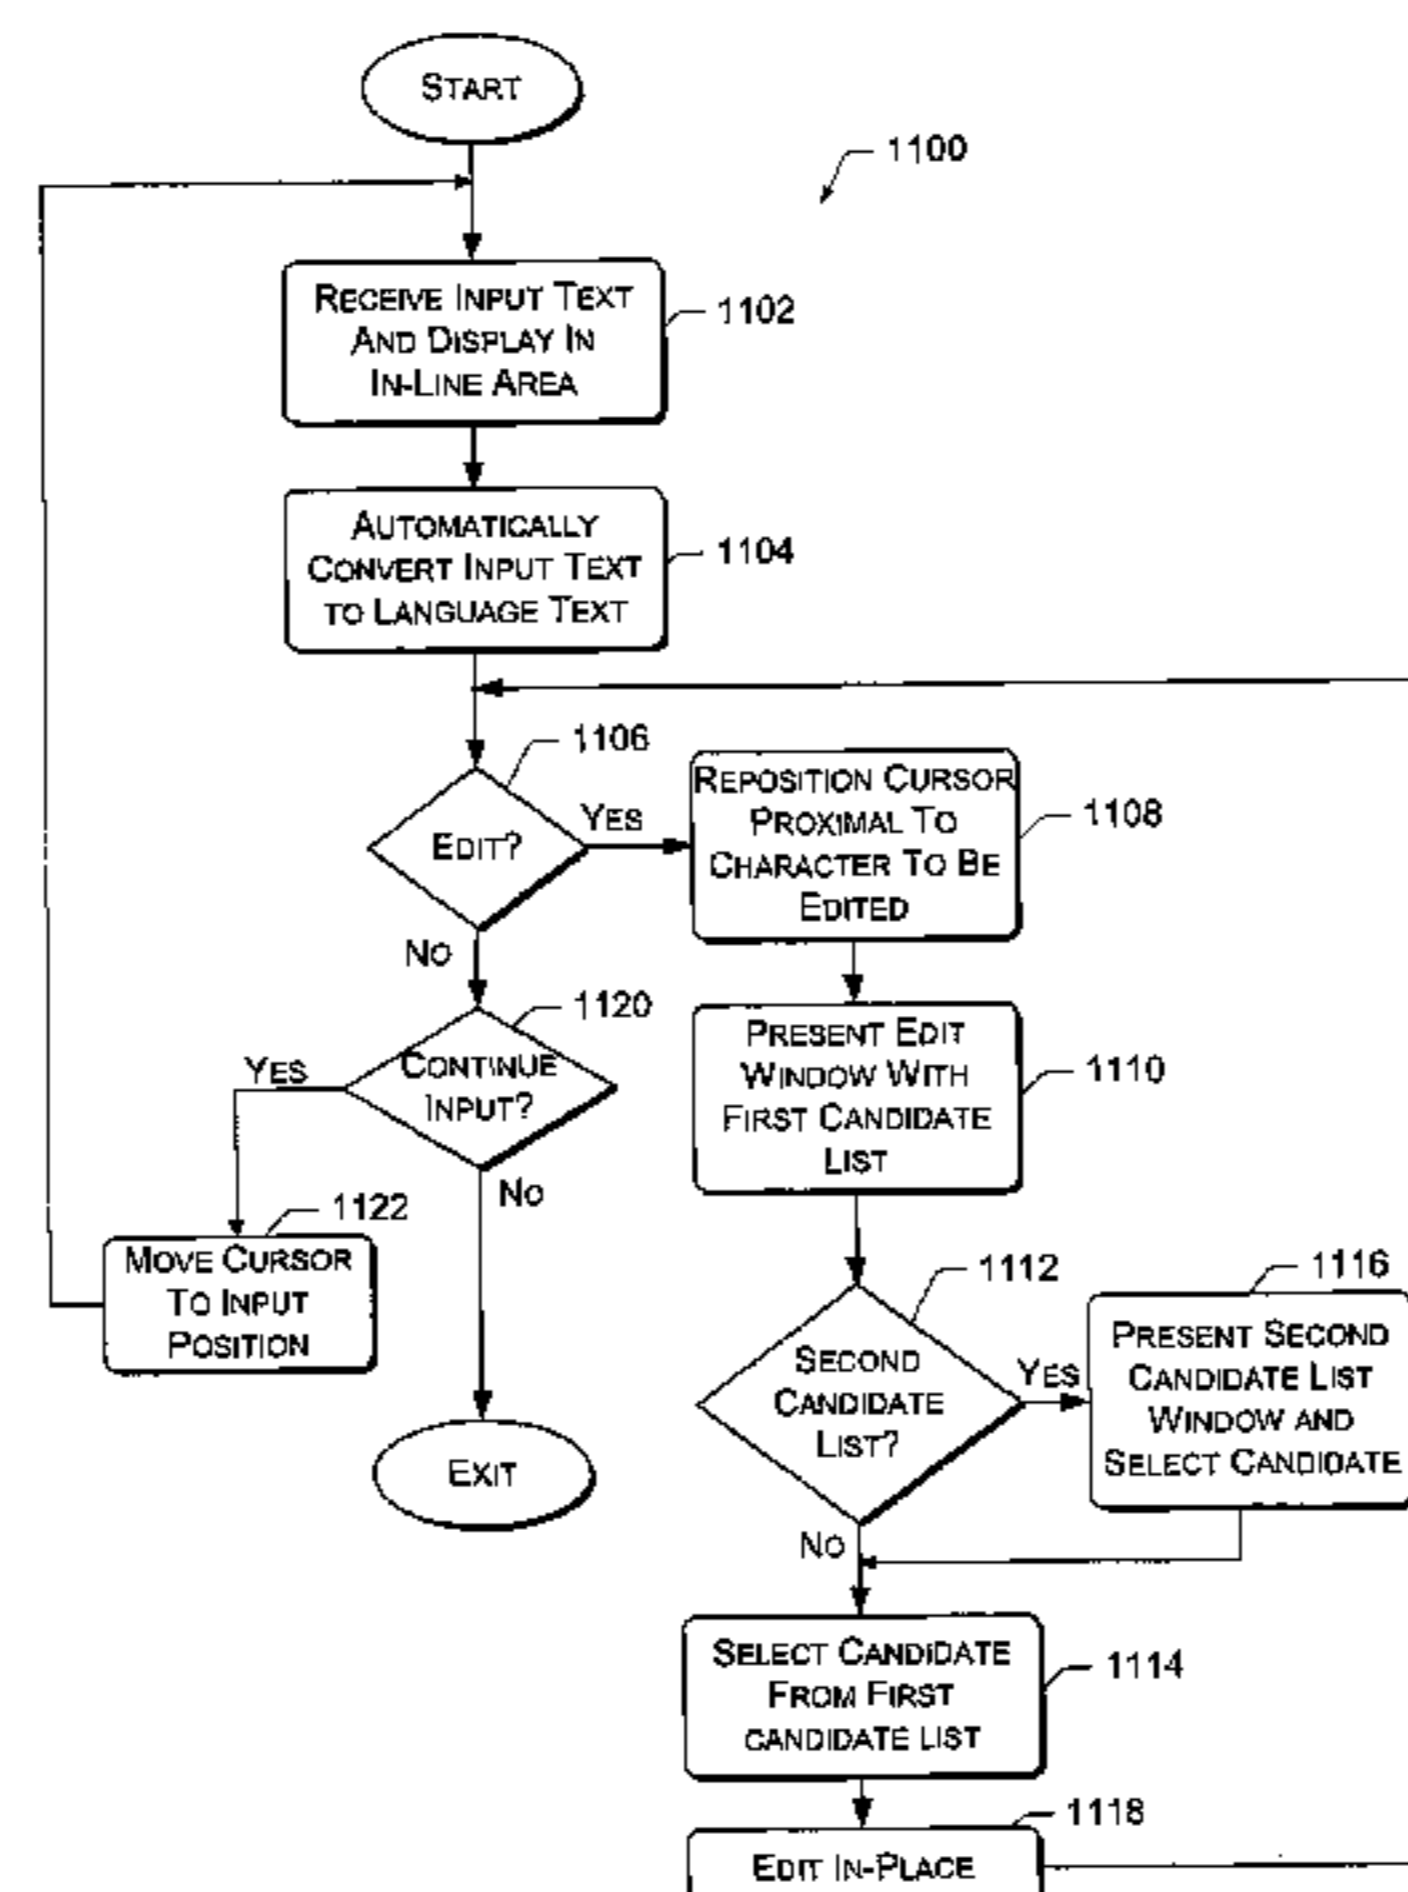 START
1100
RECEIVE INPUT TEXT
AND DISPLAY IN
IN-LINE AREA
1102
AUTOMATICALLY
CONVERT INPUT TEXT
TO LANGUAGE TEXT
1104
1106
EDIT?
YES
NO
REPOSITION CURSOR
PROXIMAL TO
CHARACTER TO BE
EDITED
1108
1120
CONTINUE
INPUT?
YES
NO
PRESENT EDIT
WINDOW WITH
FIRST CANDIDATE
LIST
1110
1122
MOVE CURSOR
TO INPUT
POSITION
EXIT
1112
SECOND
CANDIDATE
LIST?
YES
NO
1116
PRESENT SECOND
CANDIDATE LIST
WINDOW AND
SELECT CANDIDATE
SELECT CANDIDATE
FROM FIRST
CANDIDATE LIST
1114
1118
EDIT IN-PLACE